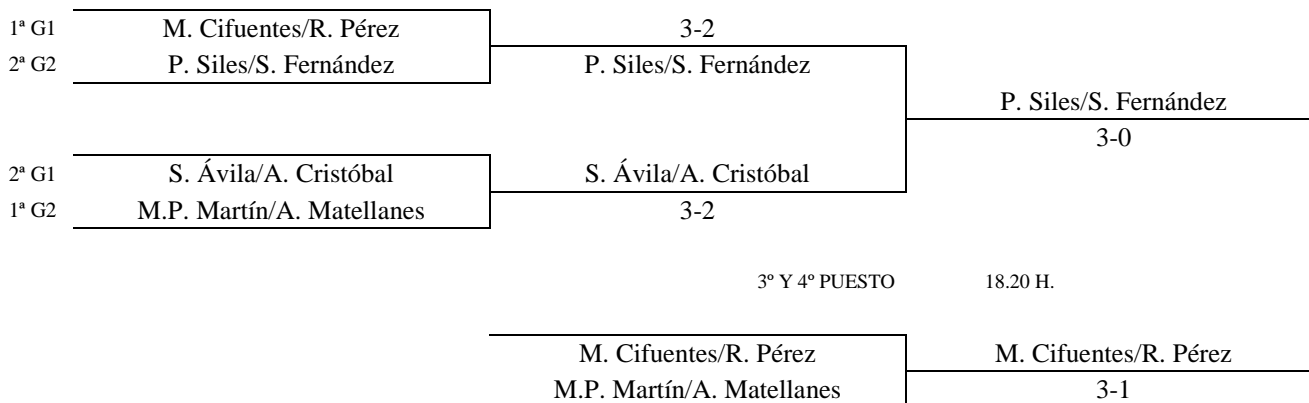 1ª G1 M. Cifuentes/R. Pérez 3-2
2ª G2 P. Siles/S. Fernández P. Siles/S. Fernández
P. Siles/S. Fernández
3-0
2ª G1 S. Ávila/A. Cristóbal S. Ávila/A. Cristóbal
1ª G2 M.P. Martín/A. Matellanes 3-2
3º Y 4º PUESTO 18.20 H.
M. Cifuentes/R. Pérez M. Cifuentes/R. Pérez
M.P. Martín/A. Matellanes 3-1